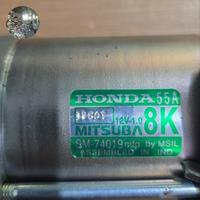 HONDA 55A
12V-1.0
MITSUBA 8K
SM-74019 mfg. by MSIL
ASSEMBLED IN IND